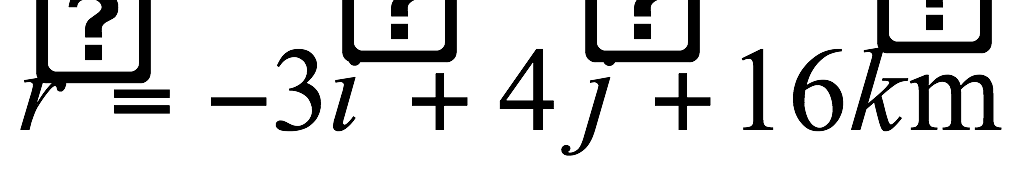 r = −3i + 4j + 16km